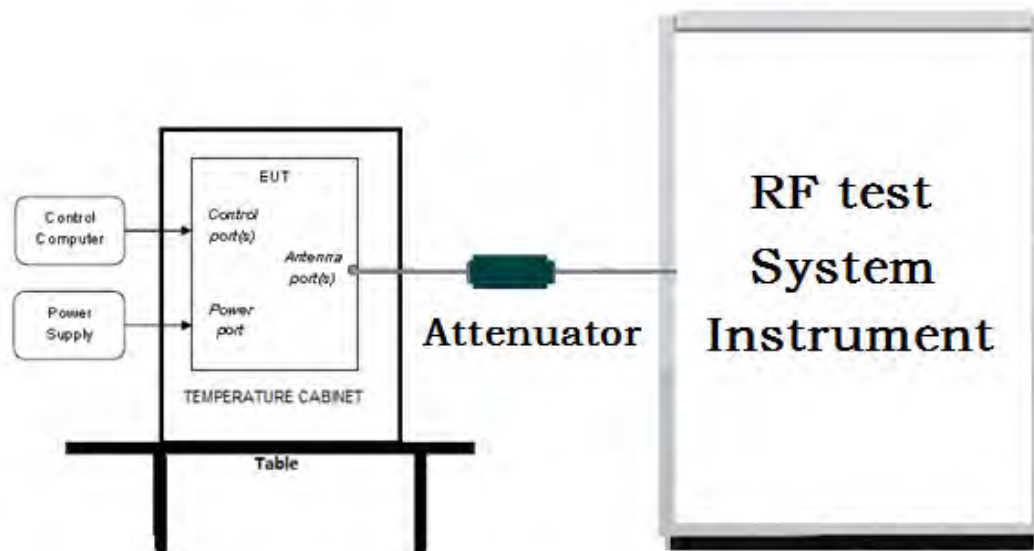 EUT
Control
Computer
Control
port(s)
Antenna
port(s)
Power
Supply
Power
port
TEMPERATURE CABINET
Table
Attenuator
RF test
System
Instrument